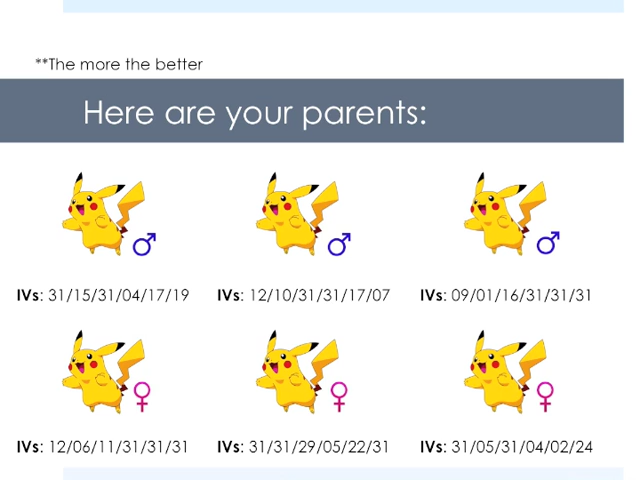 **The more the better
Here are your parents:
IVs: 31/15/31/04/17/19
IVs: 12/10/31/31/17/07
IVs: 09/01/16/31/31/31
IVs: 12/06/11/31/31/31
IVs: 31/31/29/05/22/31
IVs: 31/05/31/04/02/24